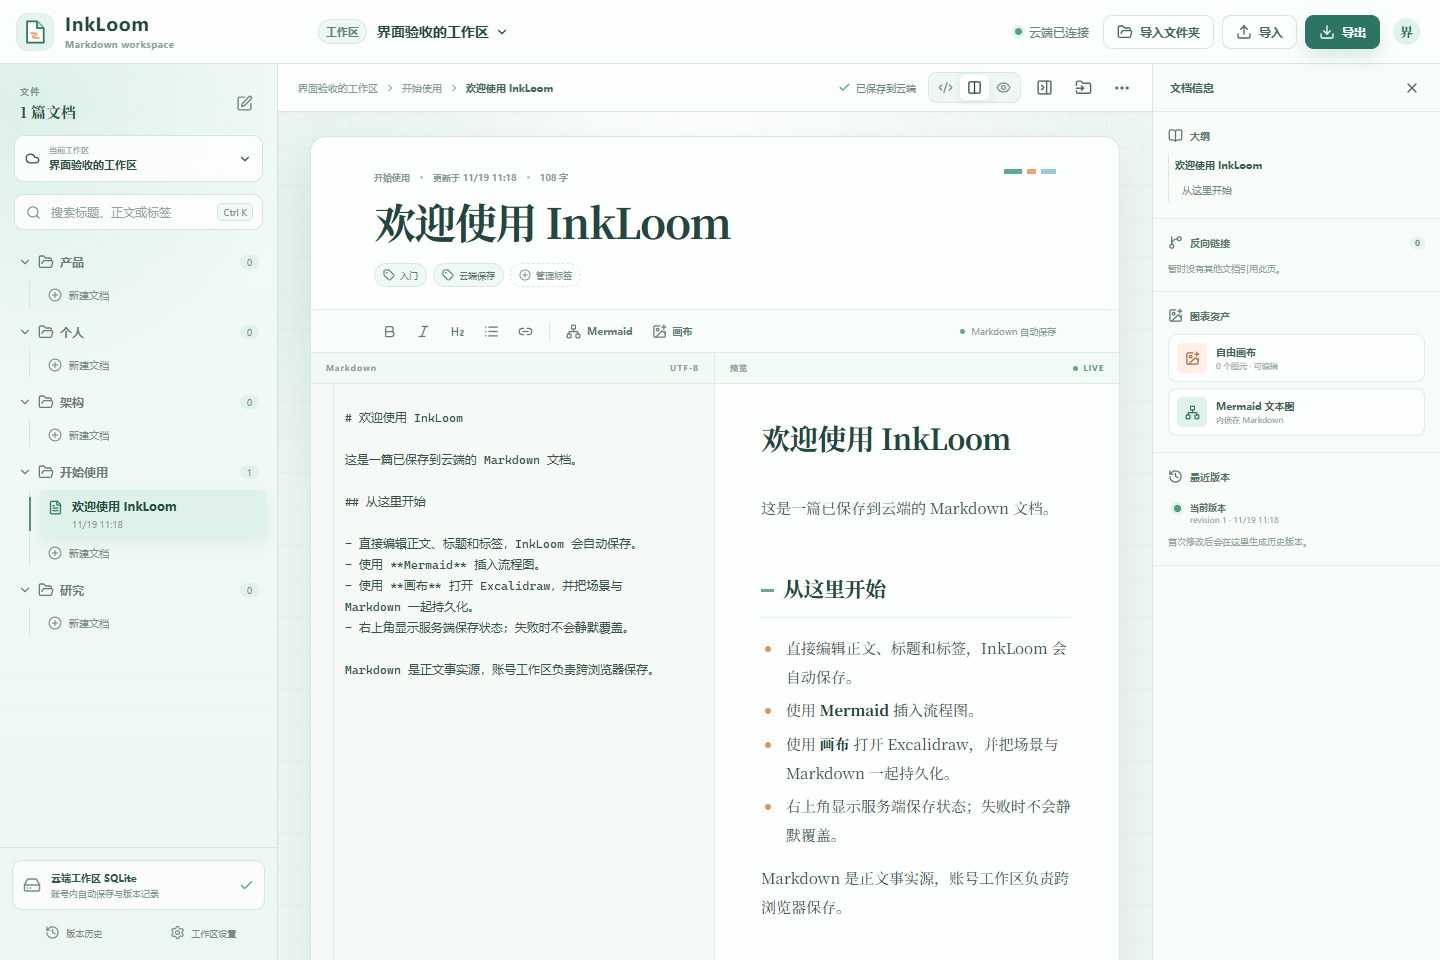 InkLoom
Markdown workspace
工作区
界面验收的工作区
云端已连接
导入文件夹
导入
导出
界
文件
1 篇文档
当前工作区
界面验收的工作区
搜索标题、正文或标签
Ctrl K
产品
0
新建文档
个人
0
新建文档
架构
0
新建文档
开始使用
1
欢迎使用 InkLoom
11/19 11:18
新建文档
研究
0
新建文档
云端工作区 SQLite
账号内自动保存与版本记录
版本历史
工作区设置
界面验收的工作区
开始使用
欢迎使用 InkLoom
已保存到云端
开始使用 • 更新于 11/19 11:18 • 108 字
欢迎使用 InkLoom
入门
云端保存
管理标签
B
I
H2
Mermaid
画布
Markdown 自动保存
Markdown
UTF-8
# 欢迎使用 InkLoom
这是一篇已保存到云端的 Markdown 文档。
## 从这里开始
- 直接编辑正文、标题和标签，InkLoom 会自动保存。
- 使用 **Mermaid** 插入流程图。
- 使用 **画布** 打开 Excalidraw，并把场景与
Markdown 一起持久化。
- 右上角显示服务端保存状态；失败时不会静默覆盖。
Markdown 是正文事实源，账号工作区负责跨浏览器保存。
预览
LIVE
欢迎使用 InkLoom
这是一篇已保存到云端的 Markdown 文档。
从这里开始
直接编辑正文、标题和标签，InkLoom 会
自动保存。
使用 Mermaid 插入流程图。
使用 画布 打开 Excalidraw，并把场景与
Markdown 一起持久化。
右上角显示服务端保存状态；失败时不会静
默覆盖。
Markdown 是正文事实源，账号工作区负责跨
浏览器保存。
文档信息
大纲
欢迎使用 InkLoom
从这里开始
反向链接
0
暂时没有其他文档引用此页。
图表资产
自由画布
0 个图元 · 可编辑
Mermaid 文本图
内嵌在 Markdown
最近版本
当前版本
revision 1 · 11/19 11:18
首次修改后会在这里生成历史版本。